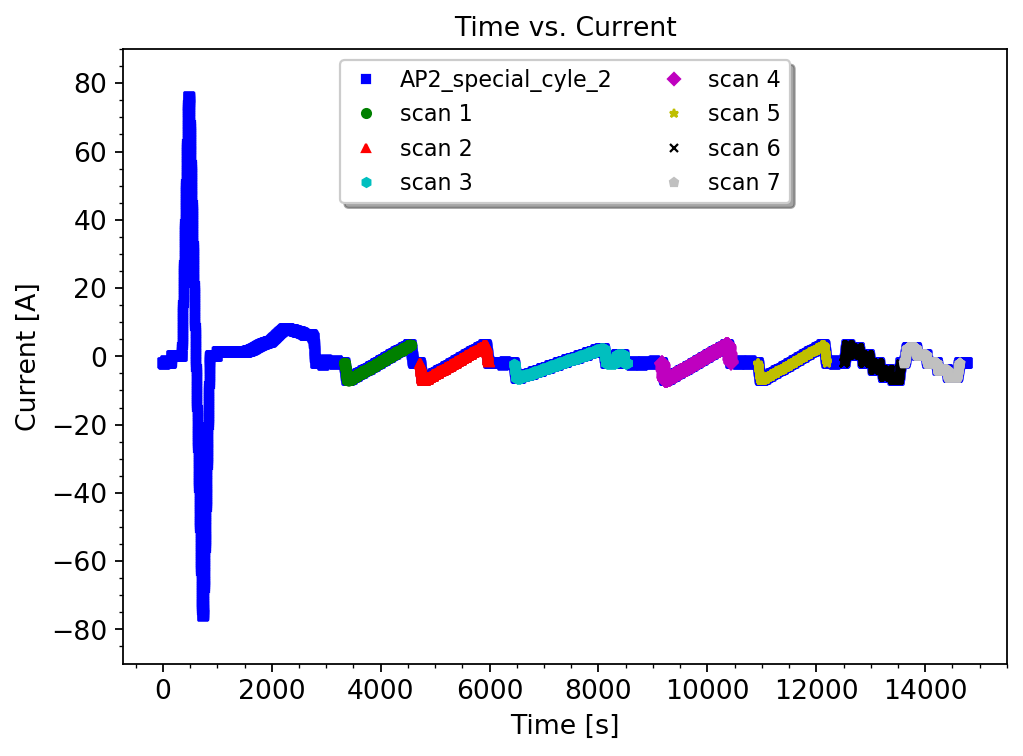 Time vs. Current
AP2_special_cyle_2
scan 1
scan 2
scan 3
scan 4
scan 5
scan 6
scan 7
Current [A]
80
60
40
20
0
−20
−40
−60
−80
0 2000 4000 6000 8000 10000 12000 14000
Time [s]